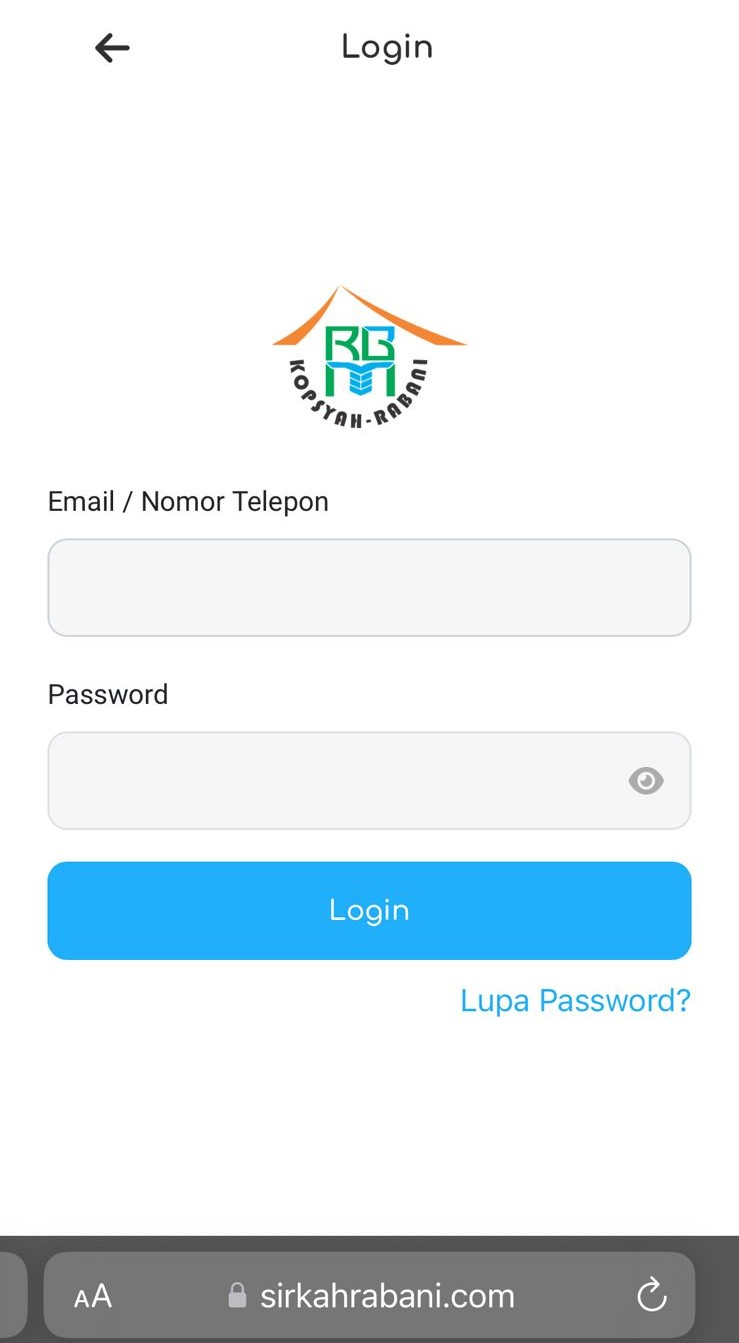 Login
RB
KOPSYAH-RABANI
Email / Nomor Telepon
Password
Login
Lupa Password?
AA
sirkahrabani.com